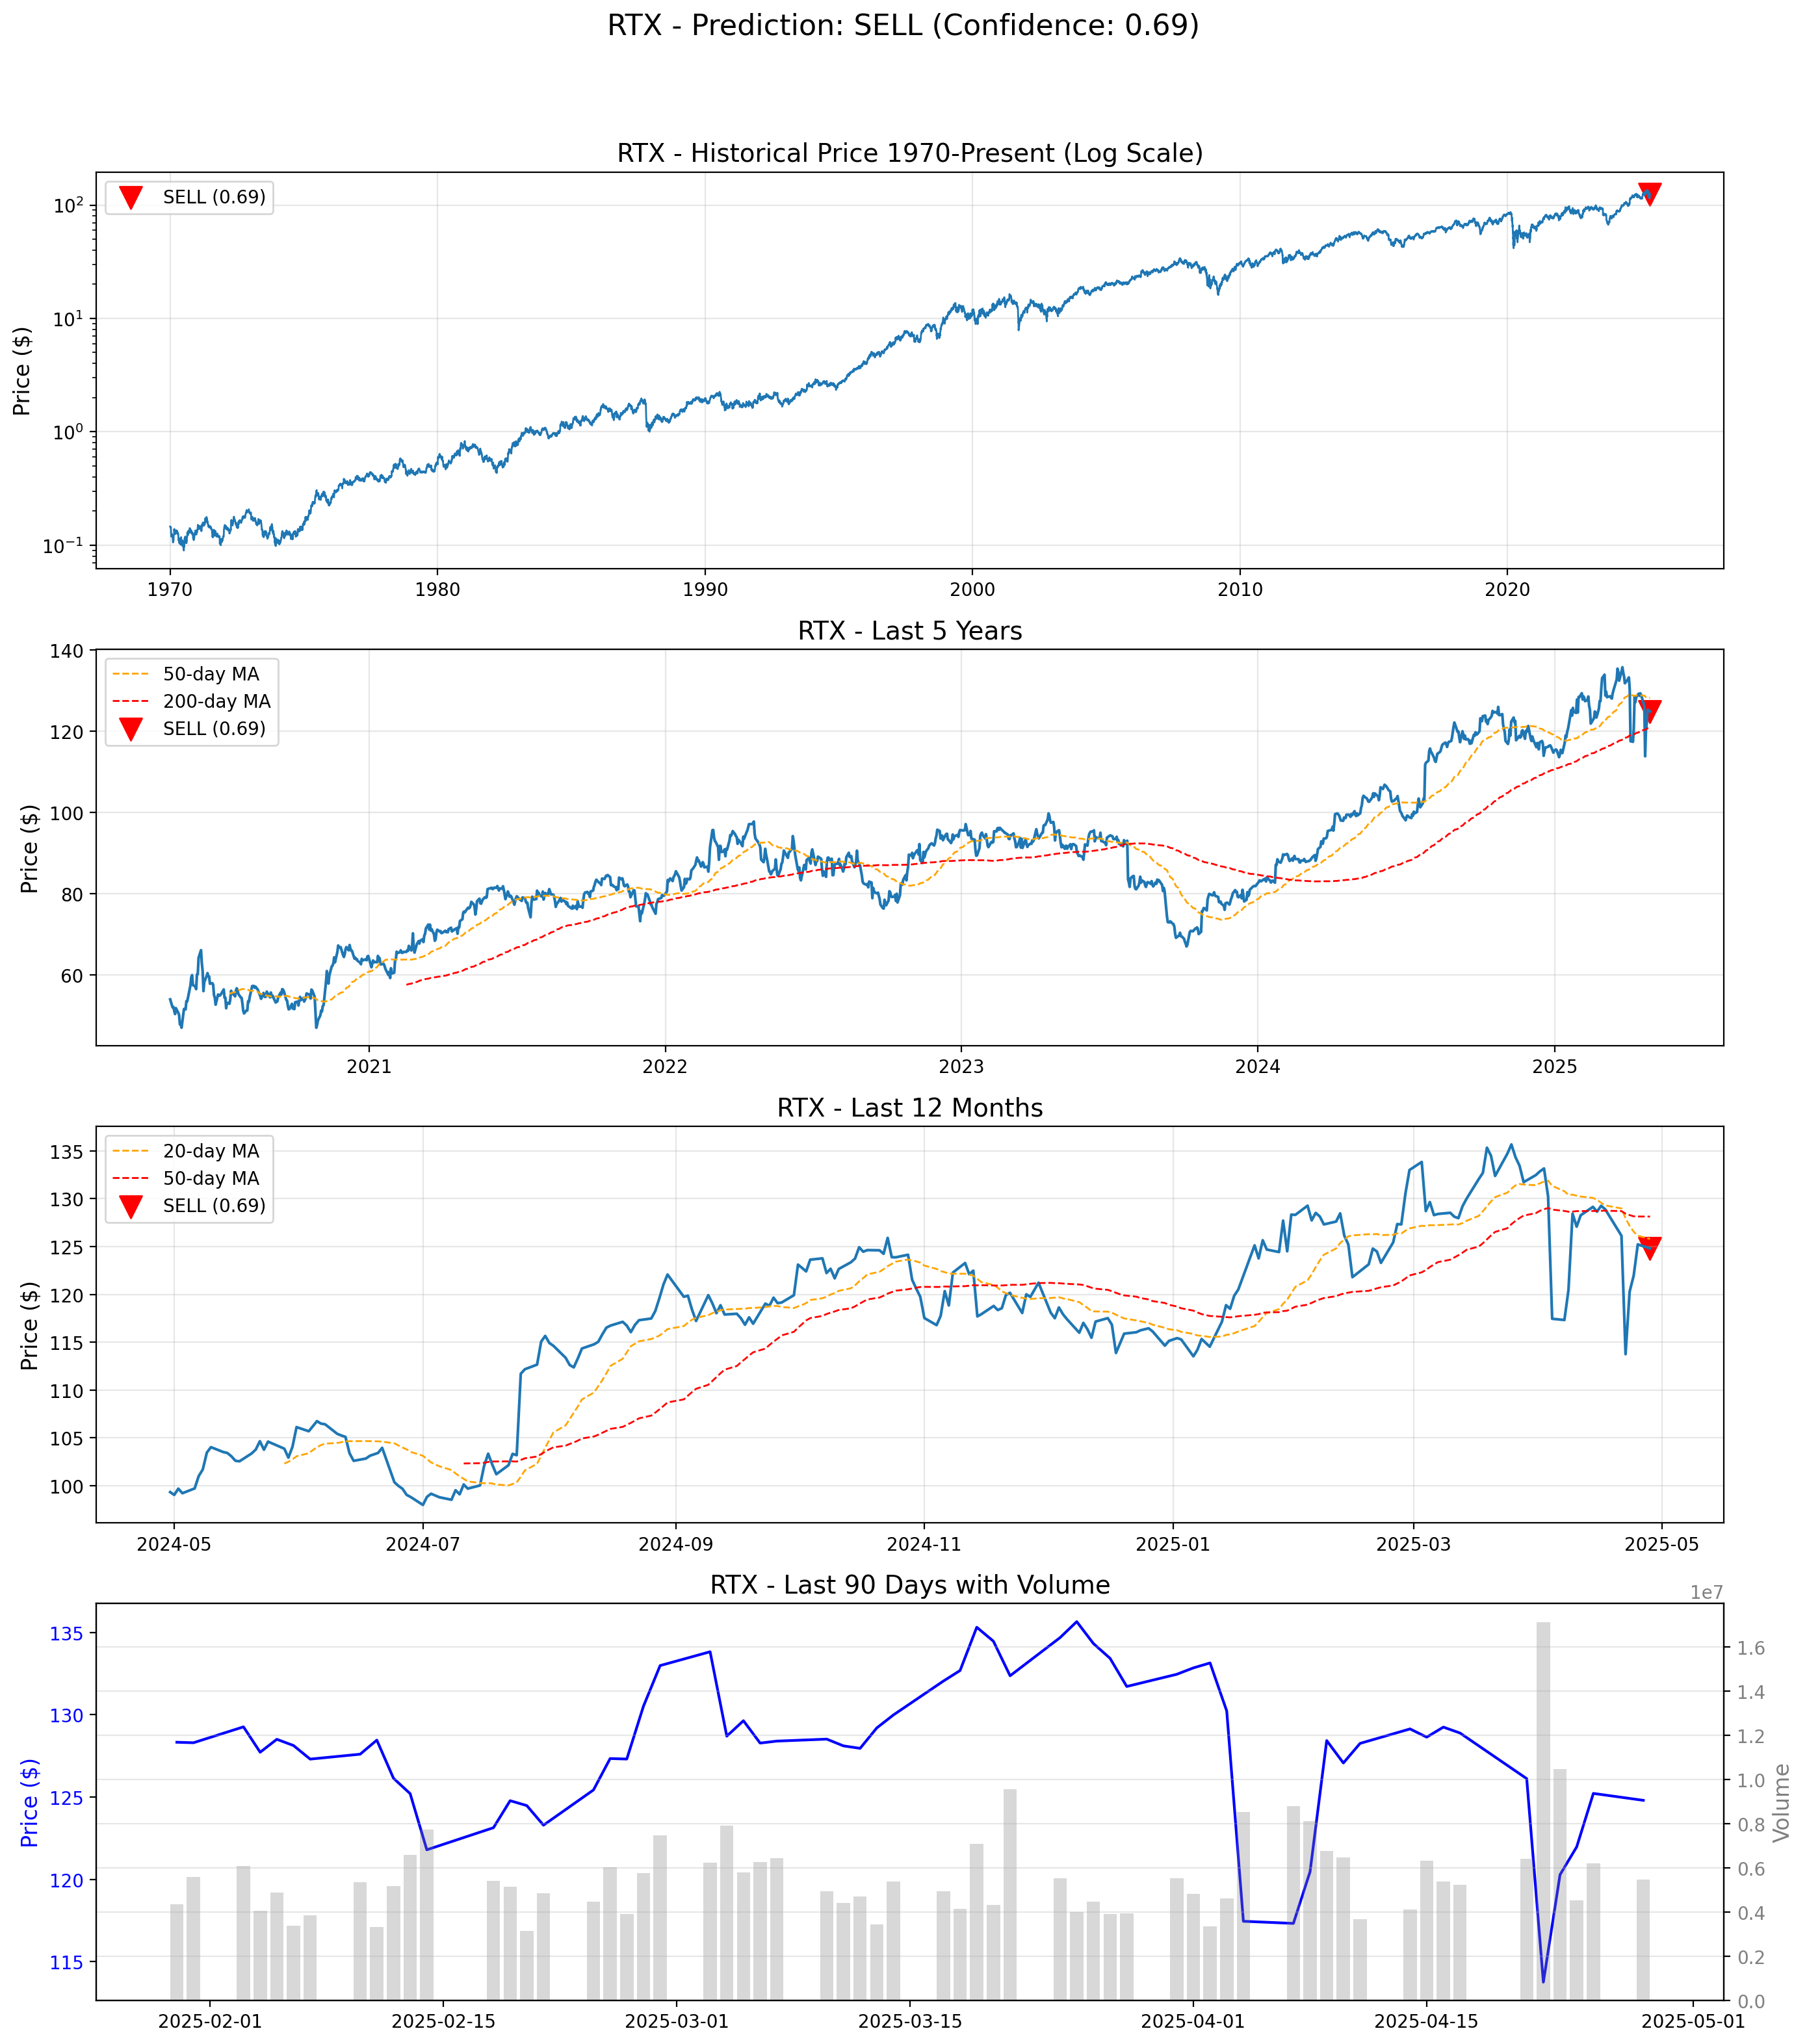 RTX - Prediction: SELL (Confidence: 0.69)
RTX - Historical Price 1970-Present (Log Scale)
SELL (0.69)
Price ($)
10²
10¹
10⁰
10⁻¹
1970 1980 1990 2000 2010 2020
RTX - Last 5 Years
50-day MA
200-day MA
SELL (0.69)
Price ($)
140
120
100
80
60
2021 2022 2023 2024 2025
RTX - Last 12 Months
20-day MA
50-day MA
SELL (0.69)
Price ($)
135
130
125
120
115
110
105
100
2024-05 2024-07 2024-09 2024-11 2025-01 2025-03 2025-05
RTX - Last 90 Days with Volume
1e7
Price ($)
135
130
125
120
115
Volume
1.6
1.4
1.2
1.0
0.8
0.6
0.4
0.2
0.0
2025-02-01 2025-02-15 2025-03-01 2025-03-15 2025-04-01 2025-04-15 2025-05-01